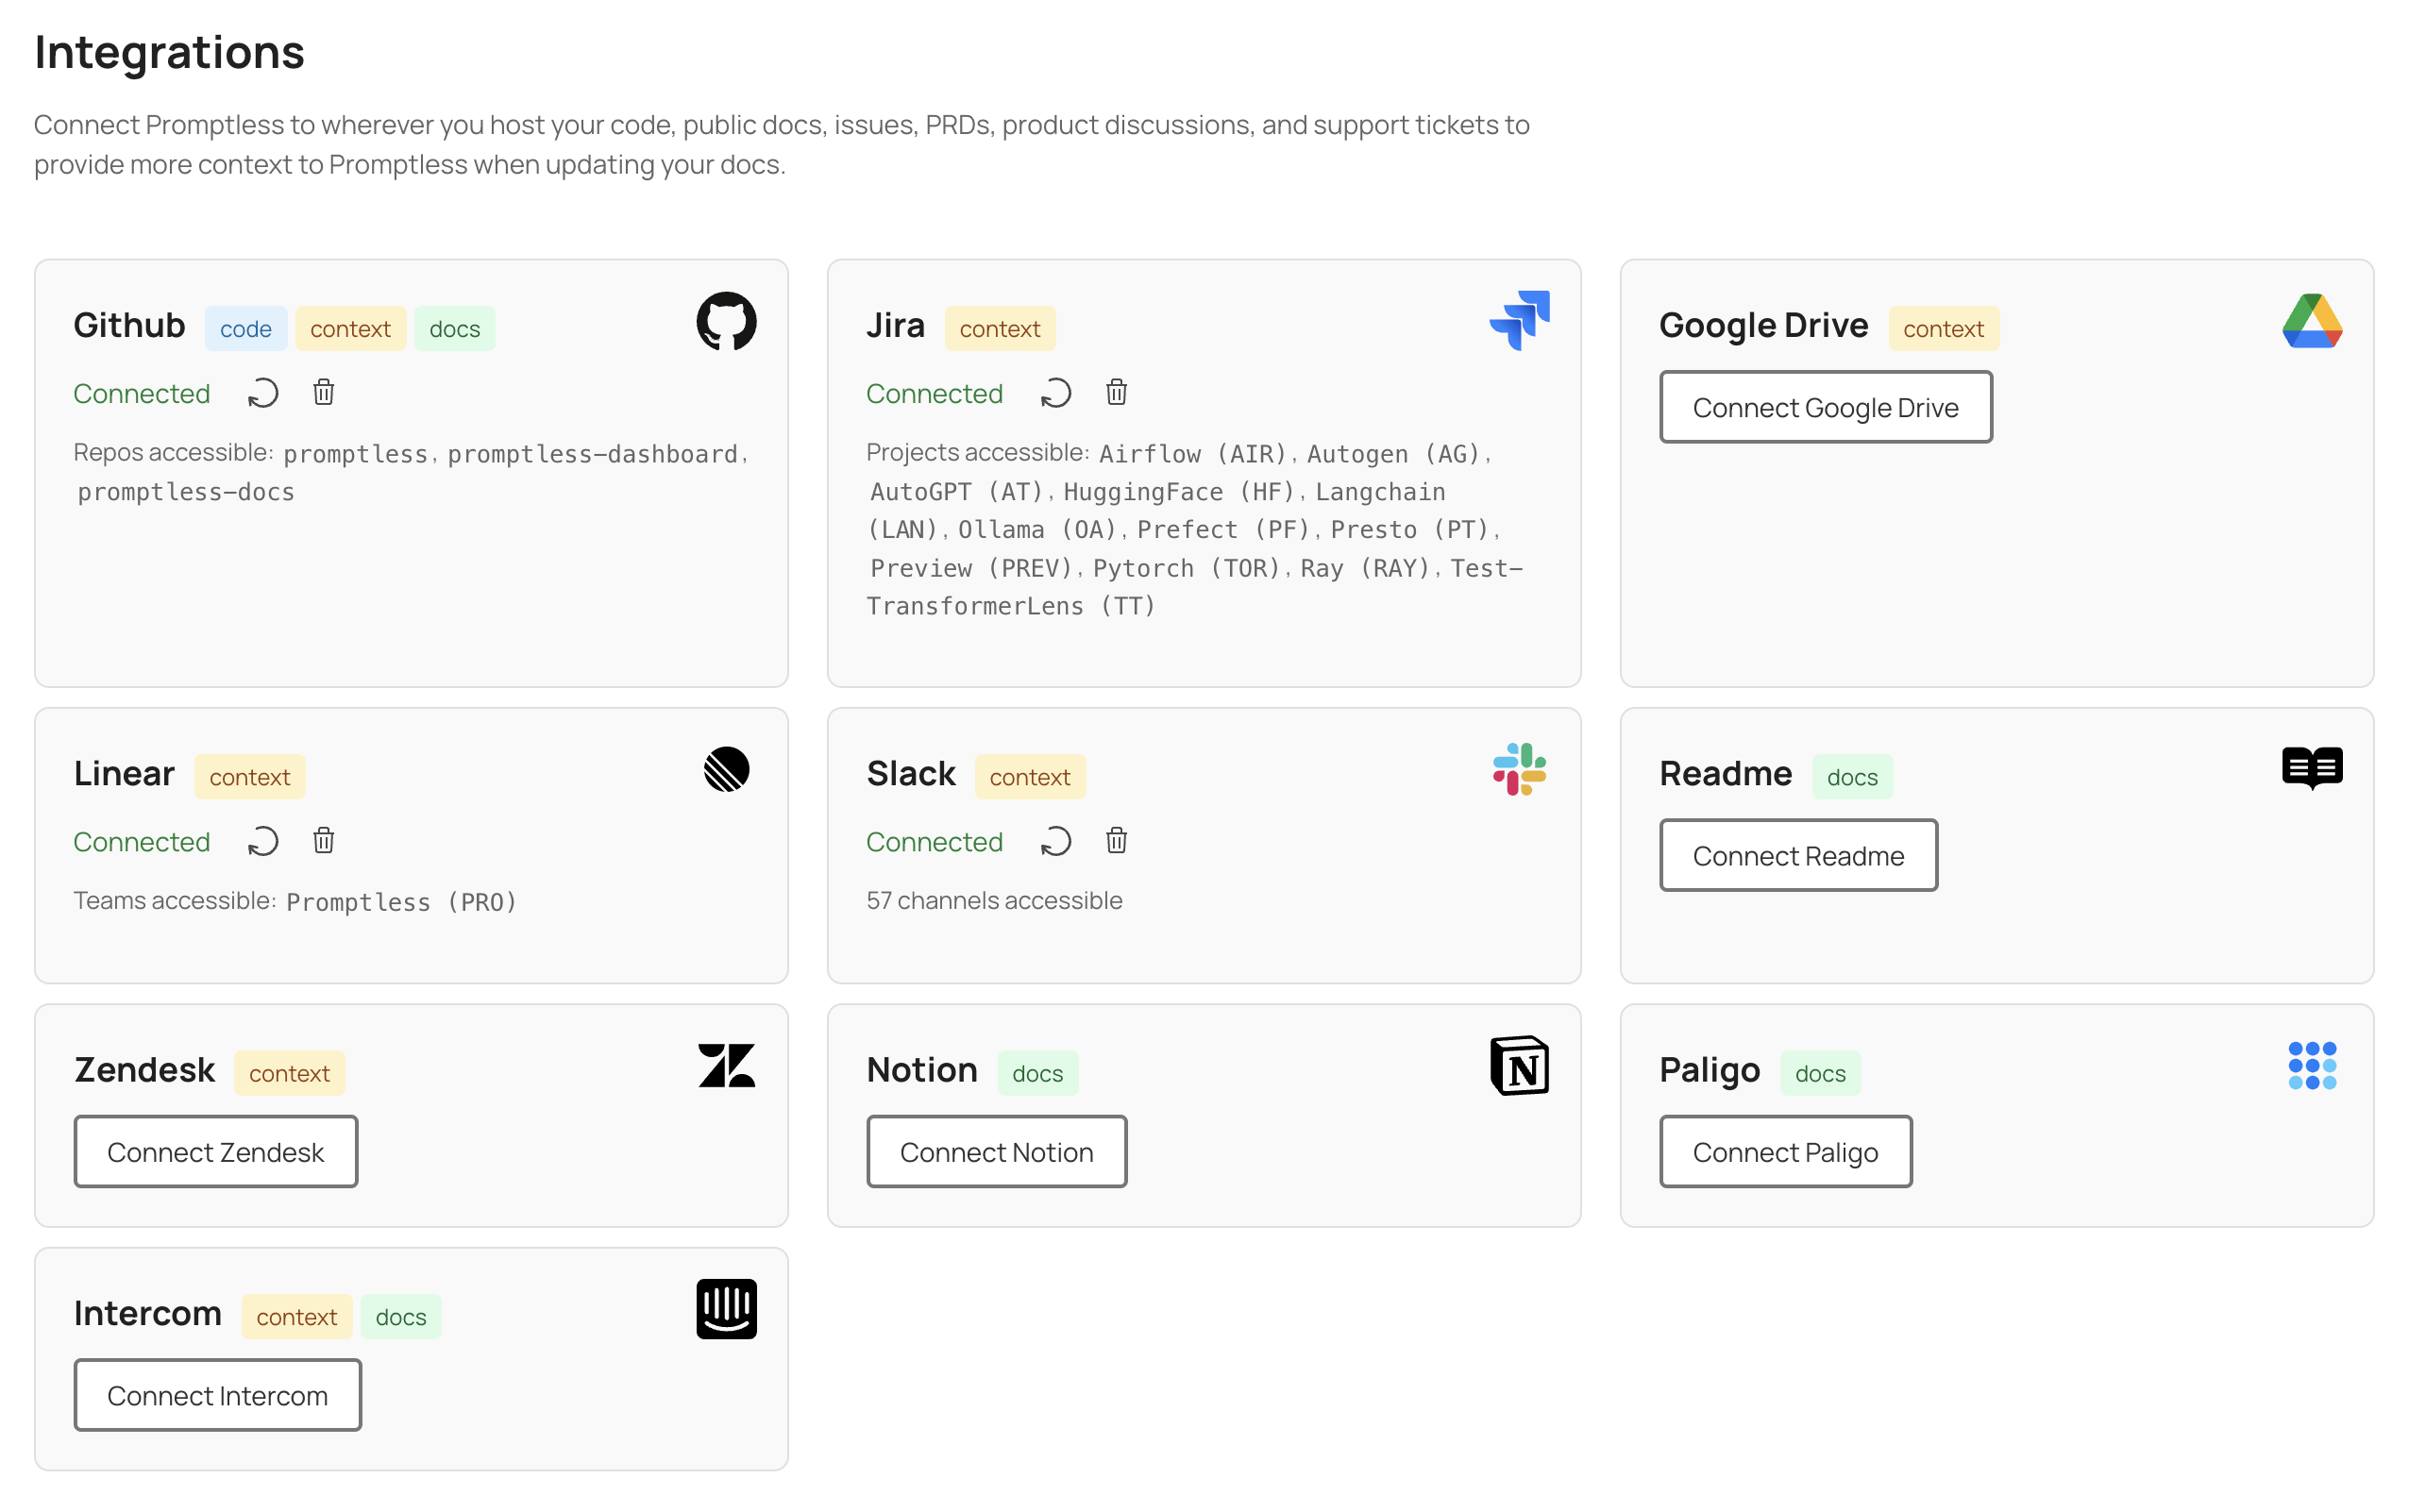 Integrations
Connect Promptless to wherever you host your code, public docs, issues, PRDs, product discussions, and support tickets to
provide more context to Promptless when updating your docs.
Github code context docs
Connected
Repos accessible: promptless, promptless-dashboard,
promptless-docs
Jira context
Connected
Projects accessible: Airflow (AIR), Autogen (AG),
AutoGPT (AT), HuggingFace (HF), Langchain
(LAN), Ollama (OA), Prefect (PF), Presto (PT),
Preview (PREV), Pytorch (TOR), Ray (RAY), Test-
TransformerLens (TT)
Google Drive context
Connect Google Drive
Linear context
Connected
Teams accessible: Promptless (PRO)
Slack context
Connected
57 channels accessible
Readme docs
Connect Readme
Zendesk context
Connect Zendesk
Notion docs
N
Connect Notion
Paligo docs
Connect Paligo
Intercom context docs
Connect Intercom